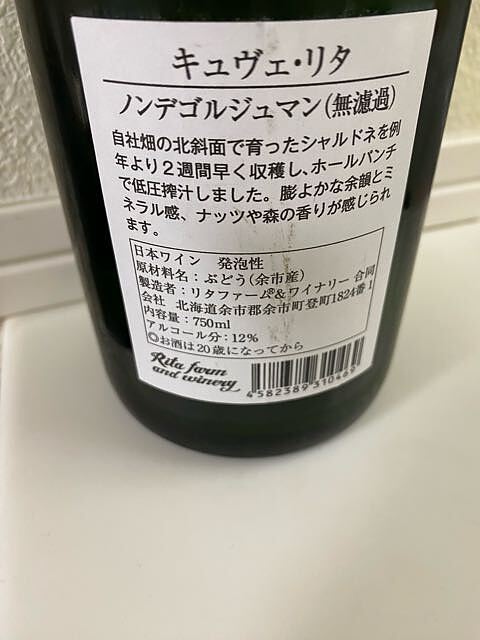 キュヴェ・リタ
ノンデゴルジュマン(無濾過)
自社畑の北斜面で育ったシャルドネを例
年より2週間早く収穫し、ホールバンチ
で低圧搾汁しました。膨よかな余韻とミ
ネラル感、ナッツや森の香りが感じられ
ます。
日本ワイン 発泡性
原材料名:ぶどう(余市産)
製造者:リタファーム®&ワイナリー 合同
会社 北海道余市郡余市町登町1824番1
内容量:750ml
アルコール分:12%
◎お酒は20歳になってから
Rita farm
and winery
4582389310469